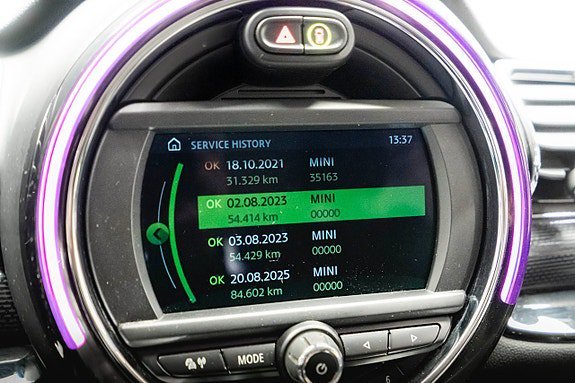 SERVICE HISTORY 13:37
OK 18.10.2021 MINI
31.329 km 35163
OK 02.08.2023 MINI
54.414 km 00000
OK 03.08.2023 MINI
54.429 km 00000
OK 20.08.2025 MINI
84.602 km 00000
MODE